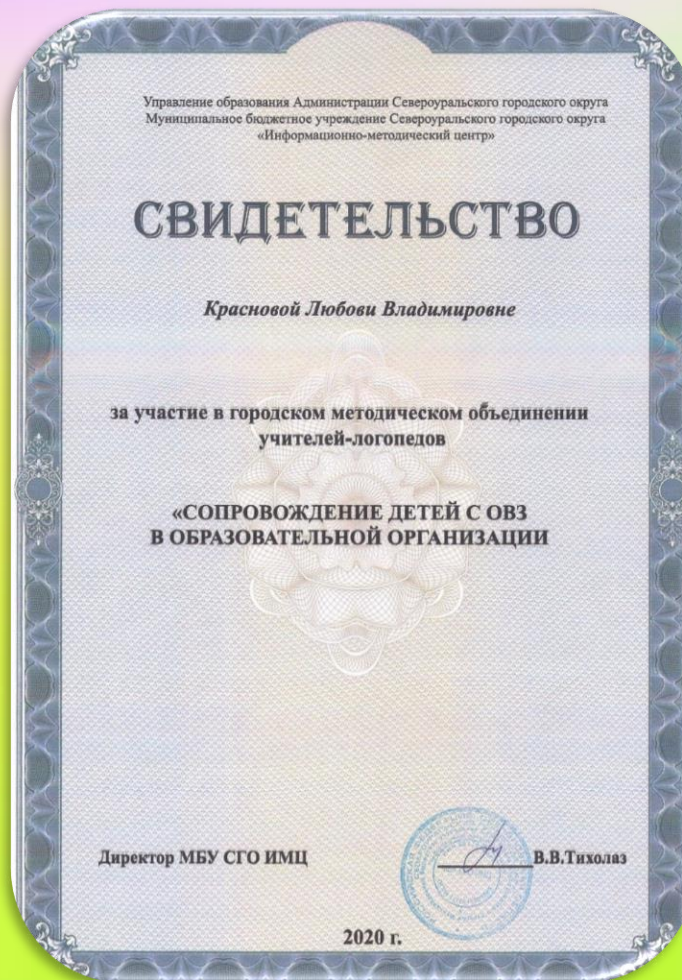 Управление образования Администрации Североуральского городского округа
Муниципальное бюджетное учреждение Североуральского городского округа
«Информационно-методический центр»
СВИДЕТЕЛЬСТВО
Красновой Любови Владимировне
за участие в городском методическом объединении
учителей-логопедов
«СОПРОВОЖДЕНИЕ ДЕТЕЙ С ОВЗ
В ОБРАЗОВАТЕЛЬНОЙ ОРГАНИЗАЦИИ
Директор МБУ СГО ИМЦ В.В.Тихолаз
2020 г.